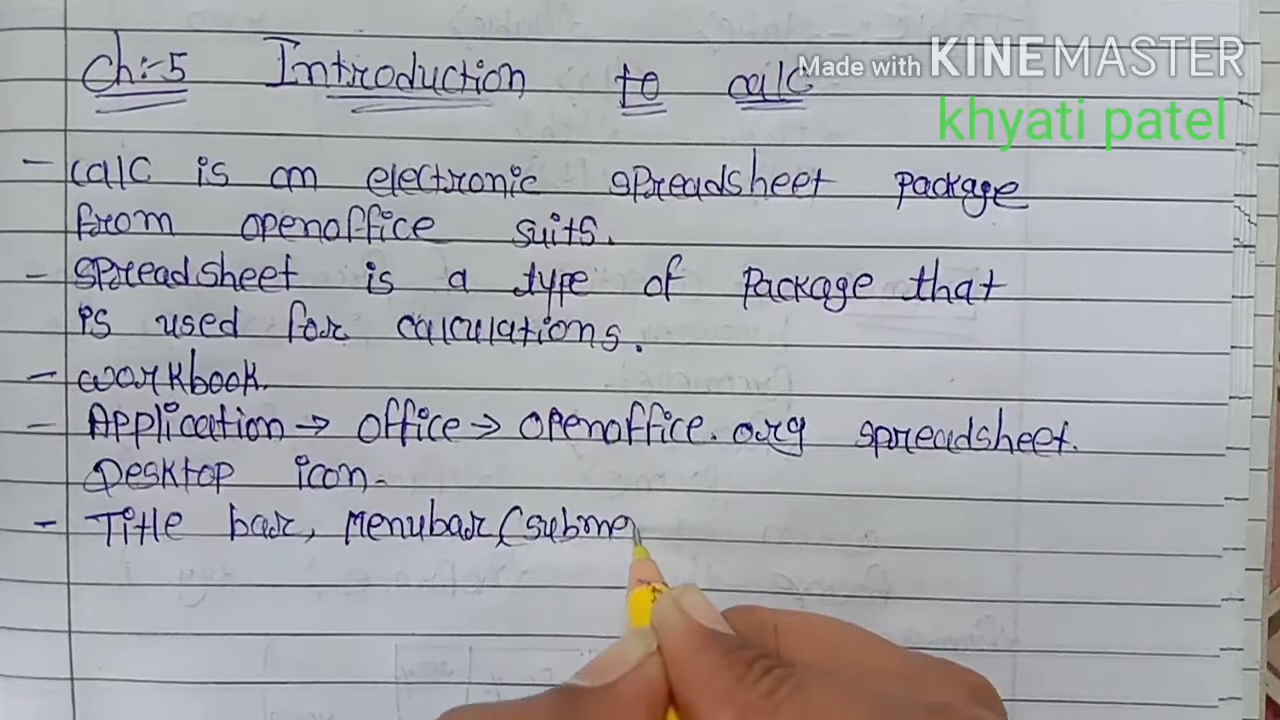 Ch:-5 Introduction to calc
Made with KINEMASTER
khyati patel
- calc is an electronic spreadsheet package
from openoffice suits.
- spreadsheet is a type of package that
is used for calculations.
- workbook.
- Application → office → openoffice.org spreadsheet.
Desktop icon.
- Title bar, Menubar (subme